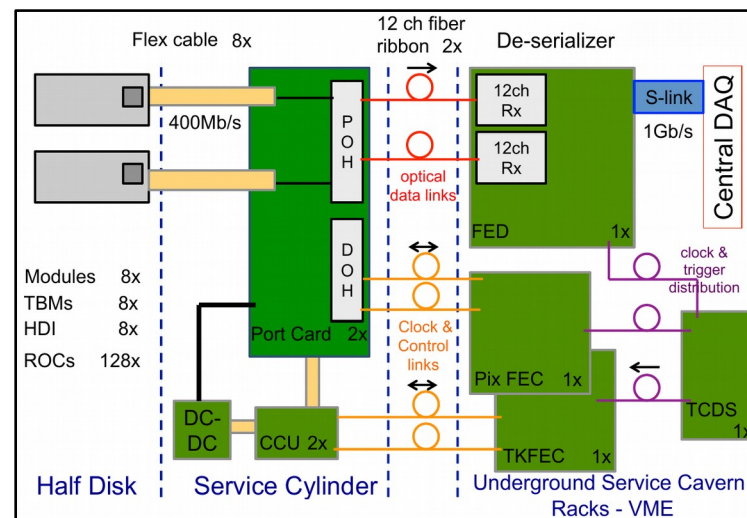 Flex cable 8x
12 ch fiber
ribbon 2x
De-serializer
400Mb/s
P
O
H
12ch
Rx
12ch
Rx
S-link
1Gb/s
Central DAQ
optical
data links
FED
1x
D
O
H
clock &
trigger
distribution
Modules 8x
TBMs 8x
HDI 8x
ROCs 128x
Port Card 2x
Clock &
Control
links
Pix FEC 1x
DC-
DC
CCU 2x
TKFEC
1x
TCDS
1x
Half Disk
Service Cylinder
Underground Service Cavern
Racks - VME